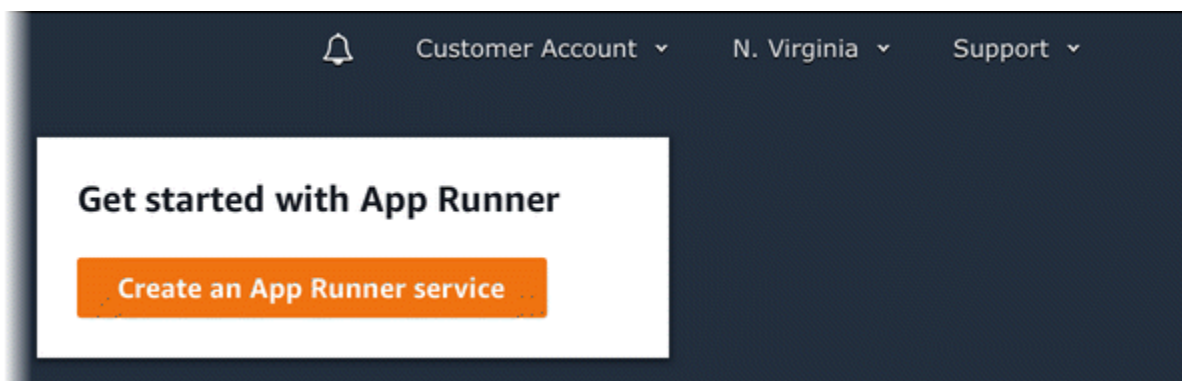 Customer Account N. Virginia Support
Get started with App Runner
Create an App Runner service